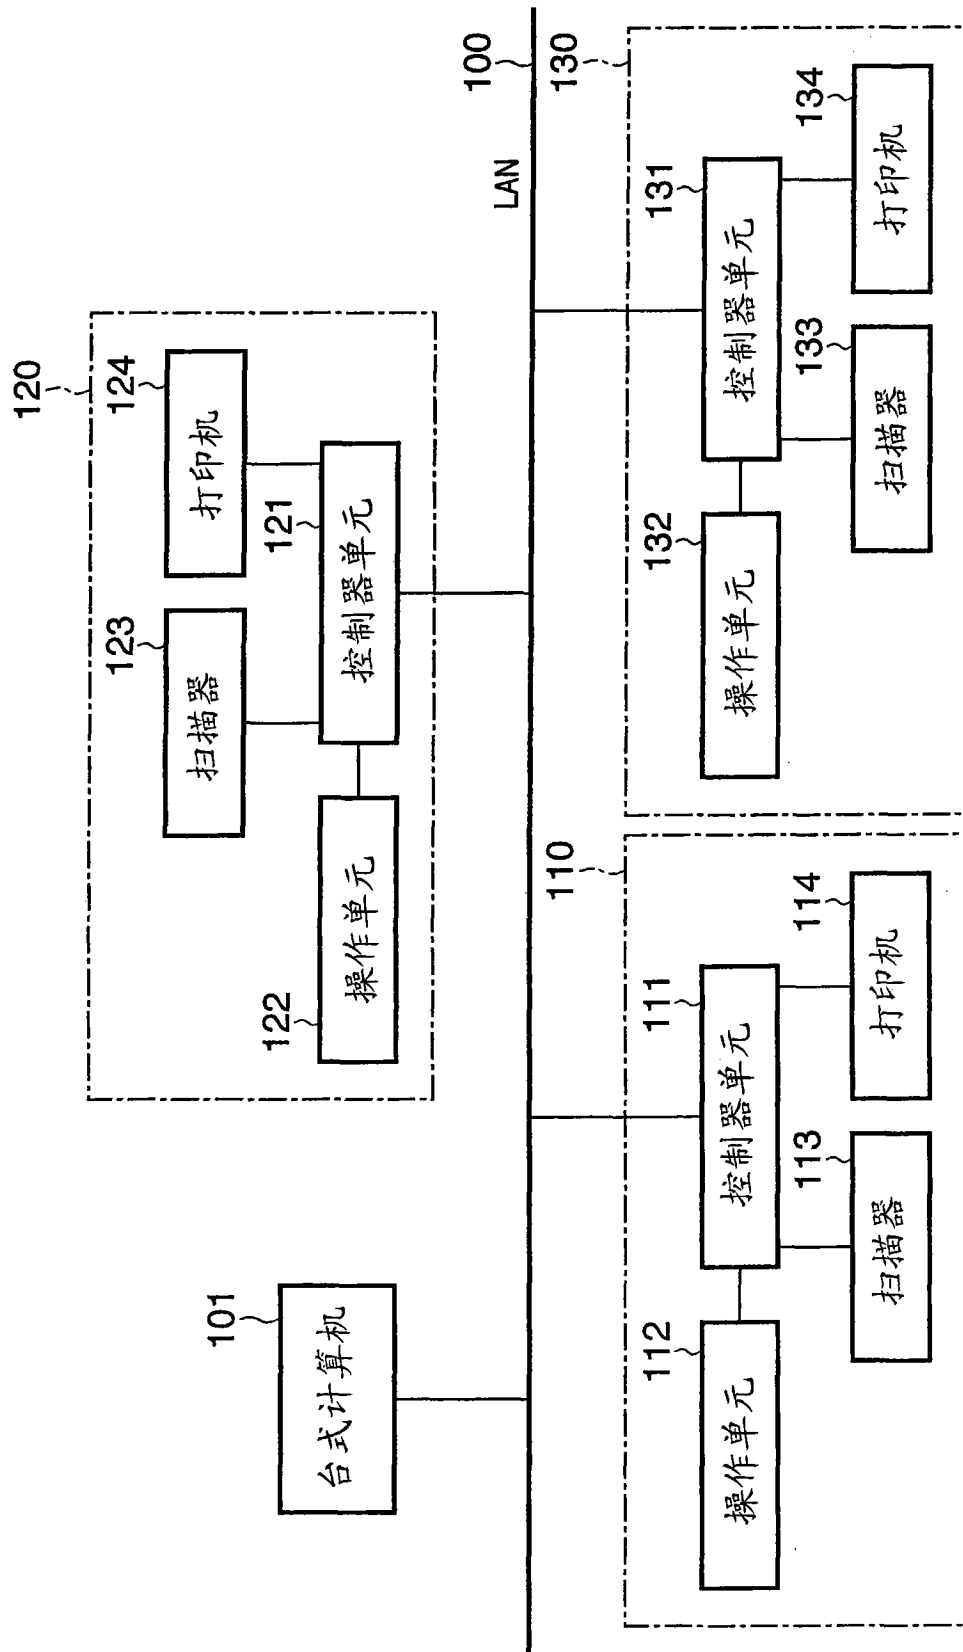 120
124
打印机
123
扫描器
121
控制器单元
122
操作单元
101
台式计算机
100
LAN
130
134
打印机
131
控制器单元
133
扫描器
132
操作单元
110
114
打印机
111
控制器单元
113
扫描器
112
操作单元